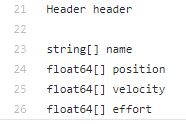 21 Header header
22
23 string[] name
24 float64[] position
25 float64[] velocity
26 float64[] effort